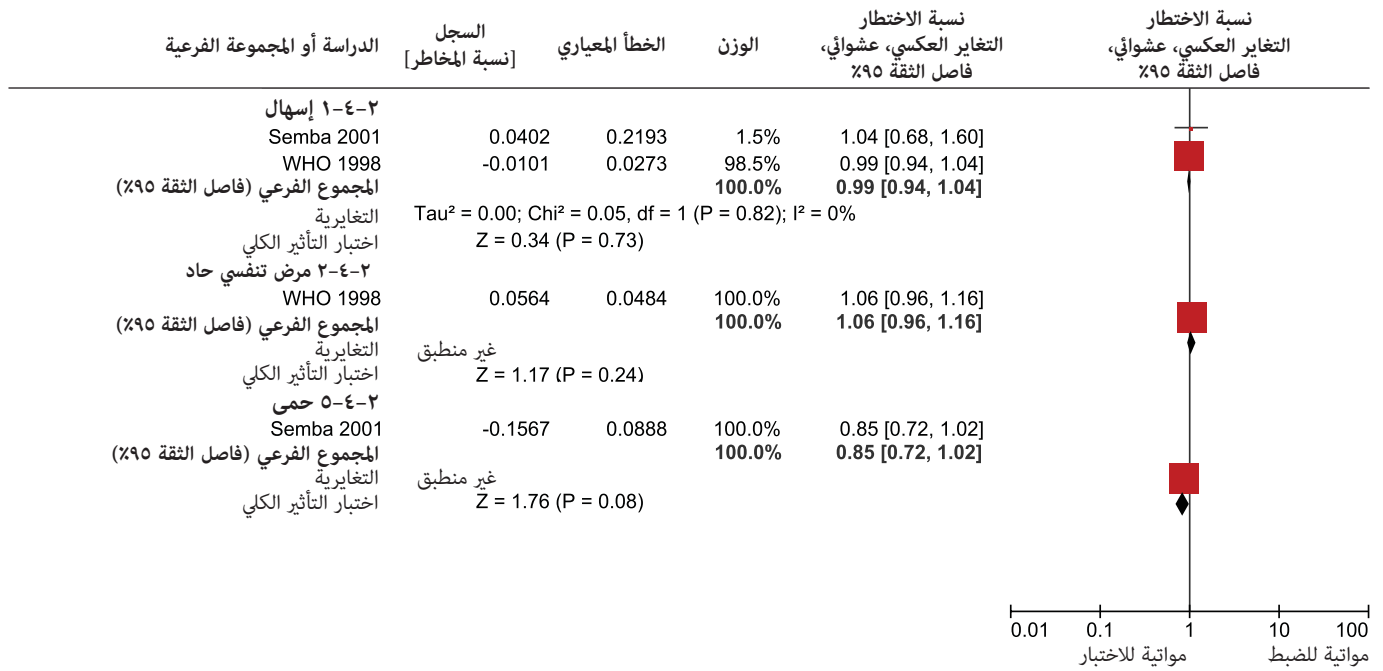 الدراسة أو المجموعة الفرعية
السجل
[نسبة المخاطر]
الخطأ المعياري
الوزن
نسبة الاختطار
التغاير العكسي، عشوائي،
فاصل الثقة ٩٥٪
نسبة الاختطار
التغاير العكسي، عشوائي،
فاصل الثقة ٩٥٪
٢-٤-١ إسهال
Semba 2001 0.0402 0.2193 1.5% 1.04 [0.68, 1.60]
WHO 1998 -0.0101 0.0273 98.5% 0.99 [0.94, 1.04]
المجموع الفرعي (فاصل الثقة ٩٥٪) 100.0% 0.99 [0.94, 1.04]
التغايرية Tau² = 0.00; Chi² = 0.05, df = 1 (P = 0.82); I² = 0%
اختبار التأثير الكلي Z = 0.34 (P = 0.73)
٢-٤-٢ مرض تنفسي حاد
WHO 1998 0.0564 0.0484 100.0% 1.06 [0.96, 1.16]
المجموع الفرعي (فاصل الثقة ٩٥٪) 100.0% 1.06 [0.96, 1.16]
التغايرية غير منطبق
اختبار التأثير الكلي Z = 1.17 (P = 0.24)
٢-٤-٥ حمى
Semba 2001 -0.1567 0.0888 100.0% 0.85 [0.72, 1.02]
المجموع الفرعي (فاصل الثقة ٩٥٪) 100.0% 0.85 [0.72, 1.02]
التغايرية غير منطبق
اختبار التأثير الكلي Z = 1.76 (P = 0.08)
0.01 0.1 1 10 100
مواتية للاختبار مواتية للضبط